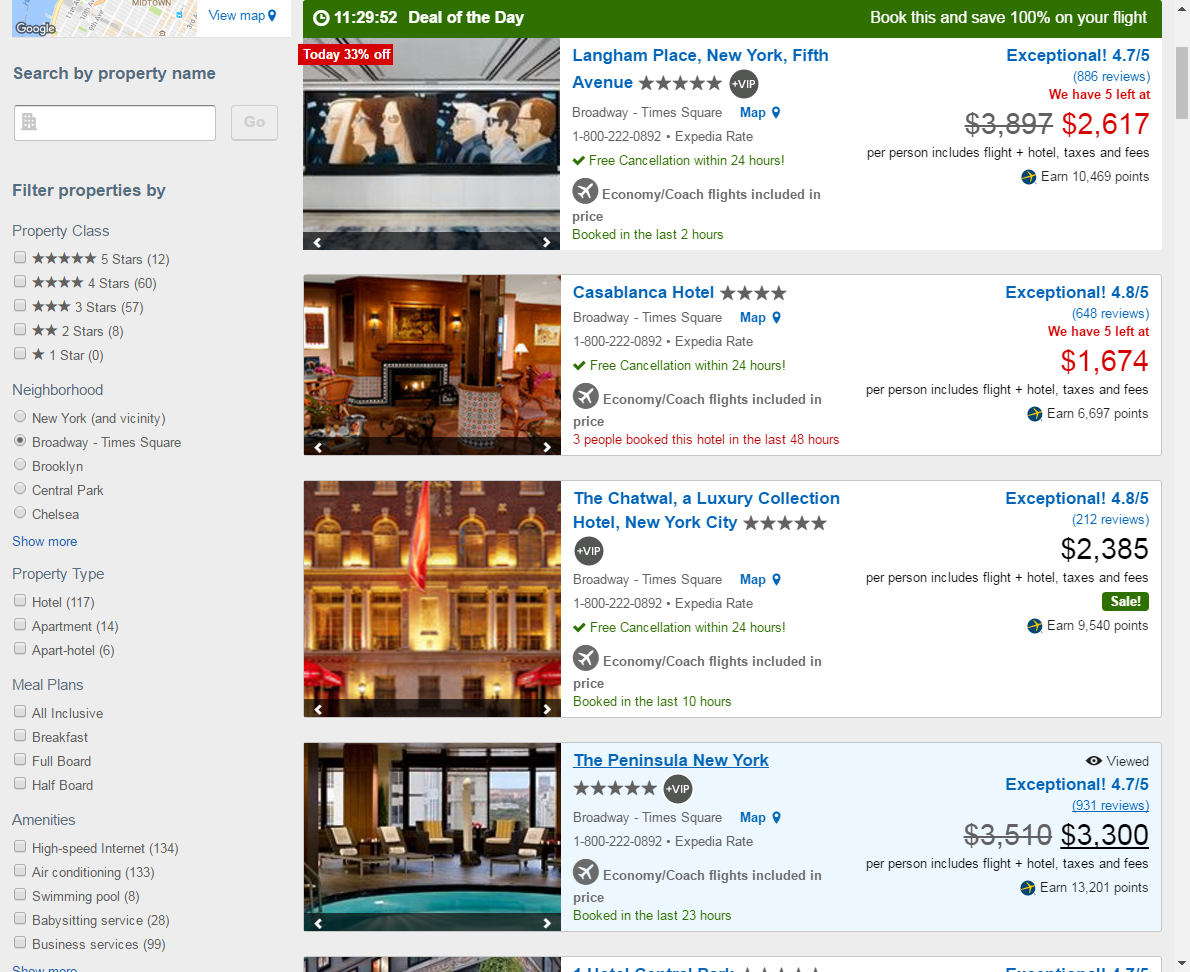 MIDTOWN
9th Ave
Google
View map
Search by property name
Go
Filter properties by
Property Class
5 Stars (12)
4 Stars (60)
3 Stars (57)
2 Stars (8)
1 Star (0)
Neighborhood
New York (and vicinity)
Broadway - Times Square
Brooklyn
Central Park
Chelsea
Show more
Property Type
Hotel (117)
Apartment (14)
Apart-hotel (6)
Meal Plans
All Inclusive
Breakfast
Full Board
Half Board
Amenities
High-speed Internet (134)
Air conditioning (133)
Swimming pool (8)
Babysitting service (28)
Business services (99)
Show more
11:29:52 Deal of the Day
Book this and save 100% on your flight
Today 33% off
Langham Place, New York, Fifth
Avenue +VIP
Broadway - Times Square Map
1-800-222-0892 • Expedia Rate
Free Cancellation within 24 hours!
Economy/Coach flights included in
price
Booked in the last 2 hours
Exceptional! 4.7/5
(886 reviews)
We have 5 left at
$3,897 $2,617
per person includes flight + hotel, taxes and fees
Earn 10,469 points
Casablanca Hotel
Broadway - Times Square Map
1-800-222-0892 • Expedia Rate
Free Cancellation within 24 hours!
Economy/Coach flights included in
price
3 people booked this hotel in the last 48 hours
Exceptional! 4.8/5
(648 reviews)
We have 5 left at
$1,674
per person includes flight + hotel, taxes and fees
Earn 6,697 points
The Chatwal, a Luxury Collection
Hotel, New York City
+VIP
Broadway - Times Square Map
1-800-222-0892 • Expedia Rate
Free Cancellation within 24 hours!
Economy/Coach flights included in
price
Booked in the last 10 hours
Exceptional! 4.8/5
(212 reviews)
$2,385
per person includes flight + hotel, taxes and fees
Sale!
Earn 9,540 points
The Peninsula New York
+VIP
Broadway - Times Square Map
1-800-222-0892 • Expedia Rate
Economy/Coach flights included in
price
Booked in the last 23 hours
Viewed
Exceptional! 4.7/5
(931 reviews)
$3,510 $3,300
per person includes flight + hotel, taxes and fees
Earn 13,201 points
1 Hotel Central Park
Exceptional! 4.7/5